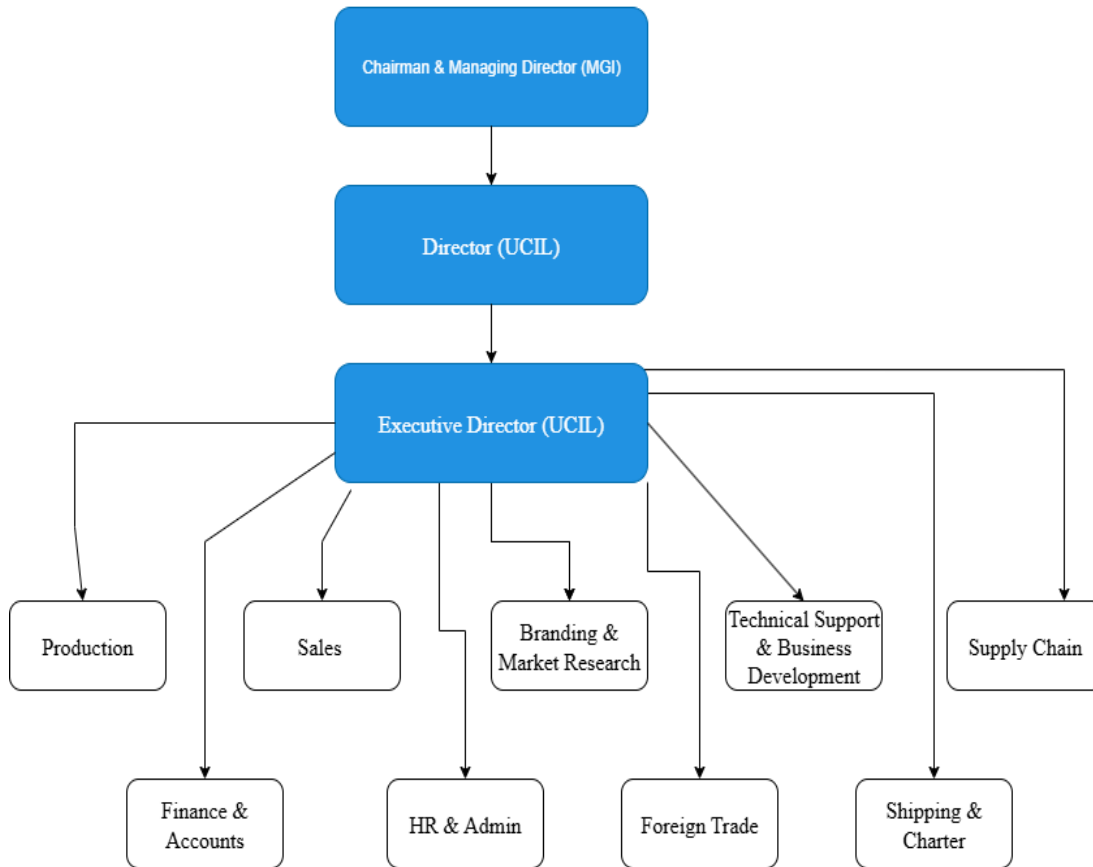 Chairman & Managing Director (MGI)
Director (UCIL)
Executive Director (UCIL)
Production
Sales
Branding &
Market Research
Technical Support
& Business
Development
Supply Chain
Finance &
Accounts
HR & Admin
Foreign Trade
Shipping &
Charter